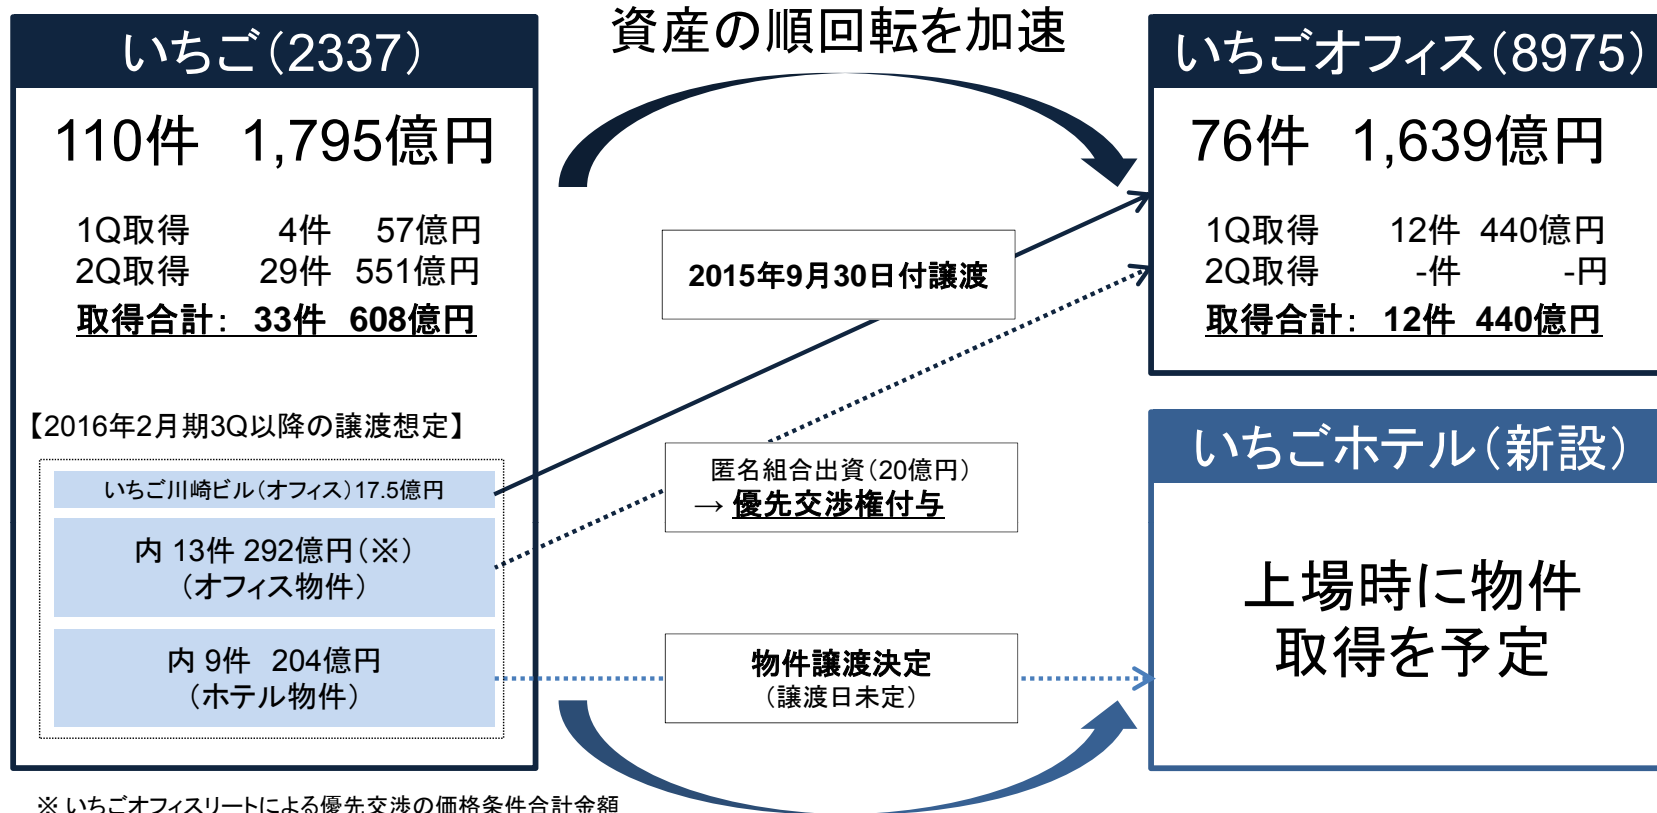 資産の順回転を加速
いちご（2337）
110件 1,795億円
1Q取得 4件 57億円
2Q取得 29件 551億円
取得合計： 33件 608億円
【2016年2月期3Q以降の譲渡想定】
いちご川崎ビル（オフィス）17.5億円
内 13件 292億円（※）
（オフィス物件）
内 9件 204億円
（ホテル物件）
2015年9月30日付譲渡
匿名組合出資（20億円）
→ 優先交渉権付与
物件譲渡決定
（譲渡日未定）
いちごオフィス（8975）
76件 1,639億円
1Q取得 12件 440億円
2Q取得 -件 -円
取得合計： 12件 440億円
いちごホテル（新設）
上場時に物件
取得を予定
※ いちごオフィスリートによる優先交渉の価格条件合計金額